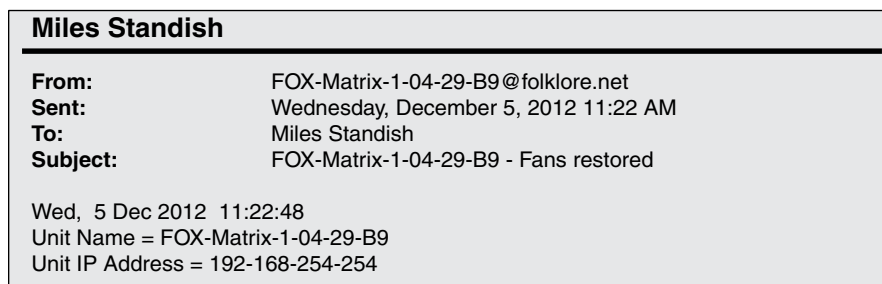 Miles Standish
From: FOX-Matrix-1-04-29-B9@folklore.net
Sent: Wednesday, December 5, 2012 11:22 AM
To: Miles Standish
Subject: FOX-Matrix-1-04-29-B9 - Fans restored
Wed, 5 Dec 2012 11:22:48
Unit Name = FOX-Matrix-1-04-29-B9
Unit IP Address = 192-168-254-254